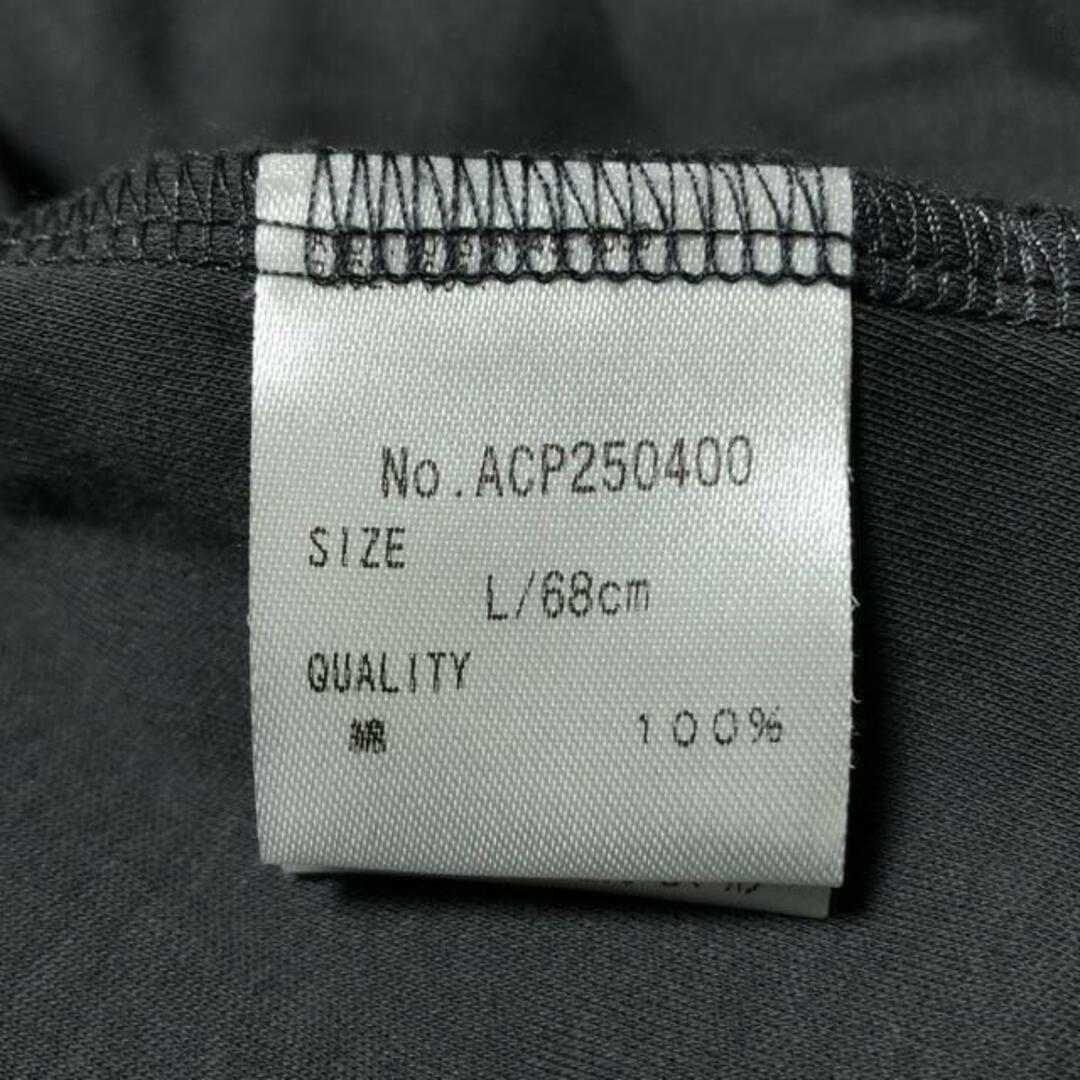 No.ACP250400
SIZE
L/68cm
QUALITY
綿 100%